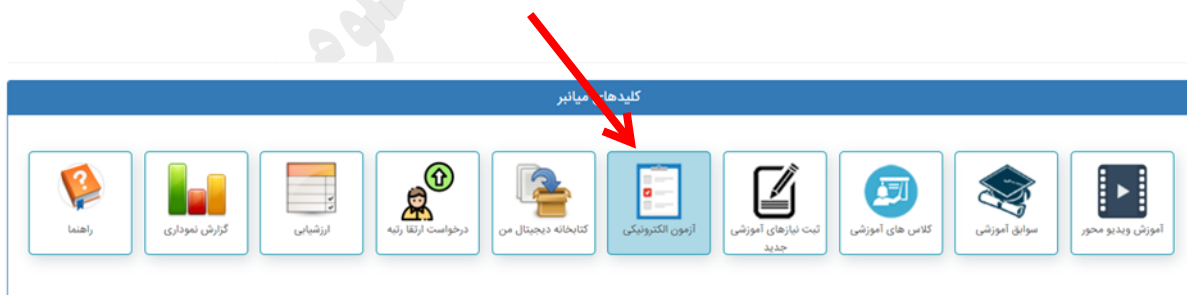 کلیدهای میانبر
آموزش ویدیو محور
سوابق آموزشی
کلاس های آموزشی
ثبت نیازهای آموزشی
جدید
آزمون الکترونیکی
کتابخانه دیجیتال من
درخواست ارتقا رتبه
ارزشیابی
گزارش نموداری
راهنما